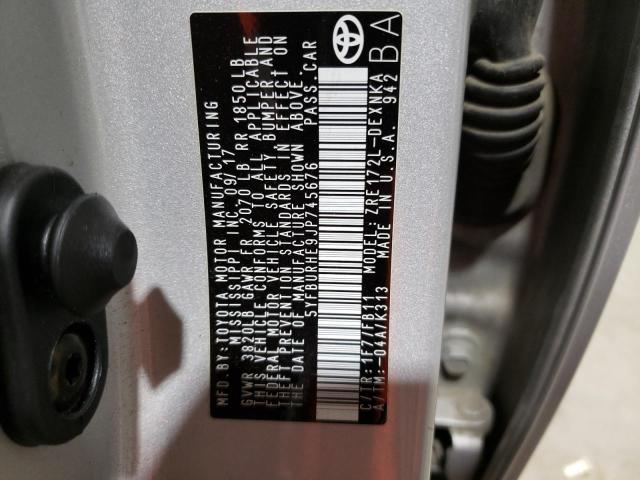 MFD.BY:TOYOTA MOTOR MANUFACTURING
MISSISSIPPI INC. 09/17
GVWR 3820LB GAWR FR 2070 LB RR 1850LB
THIS VEHICLE CONFORMS TO ALL APPLICABLE
FEDERAL MOTOR VEHICLE SAFETY, BUMPER AND
THEFT PREVENTION STANDARDS IN EFFECT ON
THE DATE OF MANUFACTURE SHOWN ABOVE.
5YFBURHE9JP745676 PASS.CAR
C/TR: 1F7/FB11 MODEL: ZRE172L-DEXNKA
A/TM:-04A/K313 MADE IN U.S.A. 942
BA